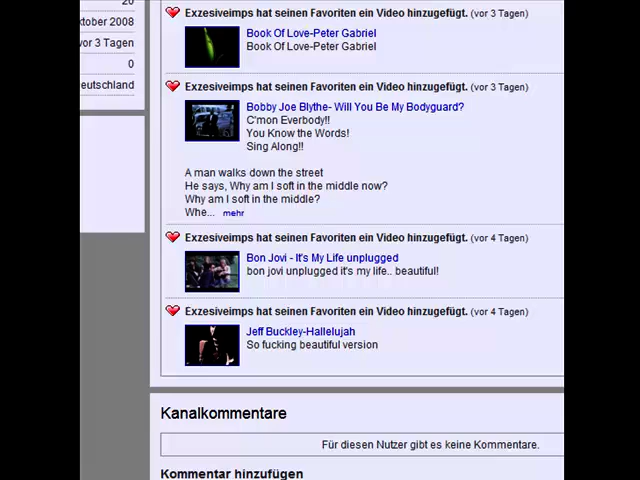 20
ktober 2008
vor 3 Tagen
0
eutschland
Exzesiveimps hat seinen Favoriten ein Video hinzugefügt. (vor 3 Tagen)
Book Of Love-Peter Gabriel
Book Of Love-Peter Gabriel
Exzesiveimps hat seinen Favoriten ein Video hinzugefügt. (vor 3 Tagen)
Bobby Joe Blythe- Will You Be My Bodyguard?
C'mon Everbody!!
You Know the Words!
Sing Along!!
A man walks down the street
He says, Why am I soft in the middle now?
Why am I soft in the middle?
Whe... mehr
Exzesiveimps hat seinen Favoriten ein Video hinzugefügt. (vor 4 Tagen)
Bon Jovi - It's My Life unplugged
bon jovi unplugged it's my life.. beautiful!
Exzesiveimps hat seinen Favoriten ein Video hinzugefügt. (vor 4 Tagen)
Jeff Buckley-Hallelujah
So fucking beautiful version
Kanalkommentare
Für diesen Nutzer gibt es keine Kommentare.
Kommentar hinzufügen